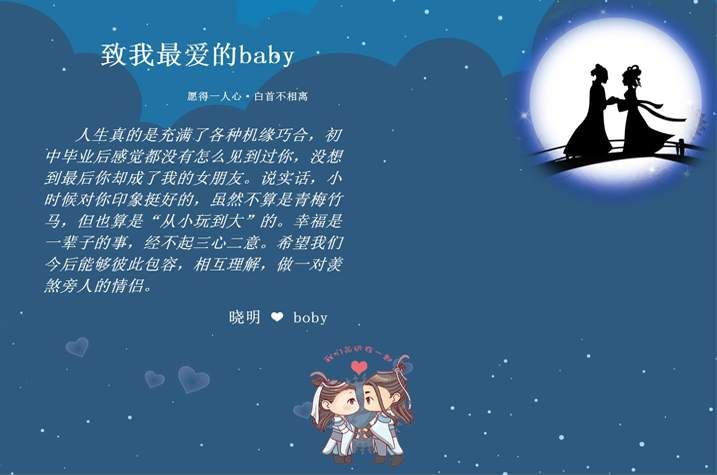 致我最爱的baby
愿得一人心·白首不相离
人生真的是充满了各种机缘巧合，初
中毕业后感觉都没有怎么见到过你，没想
到最后你却成了我的女朋友。说实话，小
时候对你印象挺好的，虽然不算是青梅竹
马，但也算是“从小玩到大”的。幸福是
一辈子的事，经不起三心二意。希望我们
今后能够彼此包容，相互理解，做一对羡
煞旁人的情侣。
晓明 ❤ boby